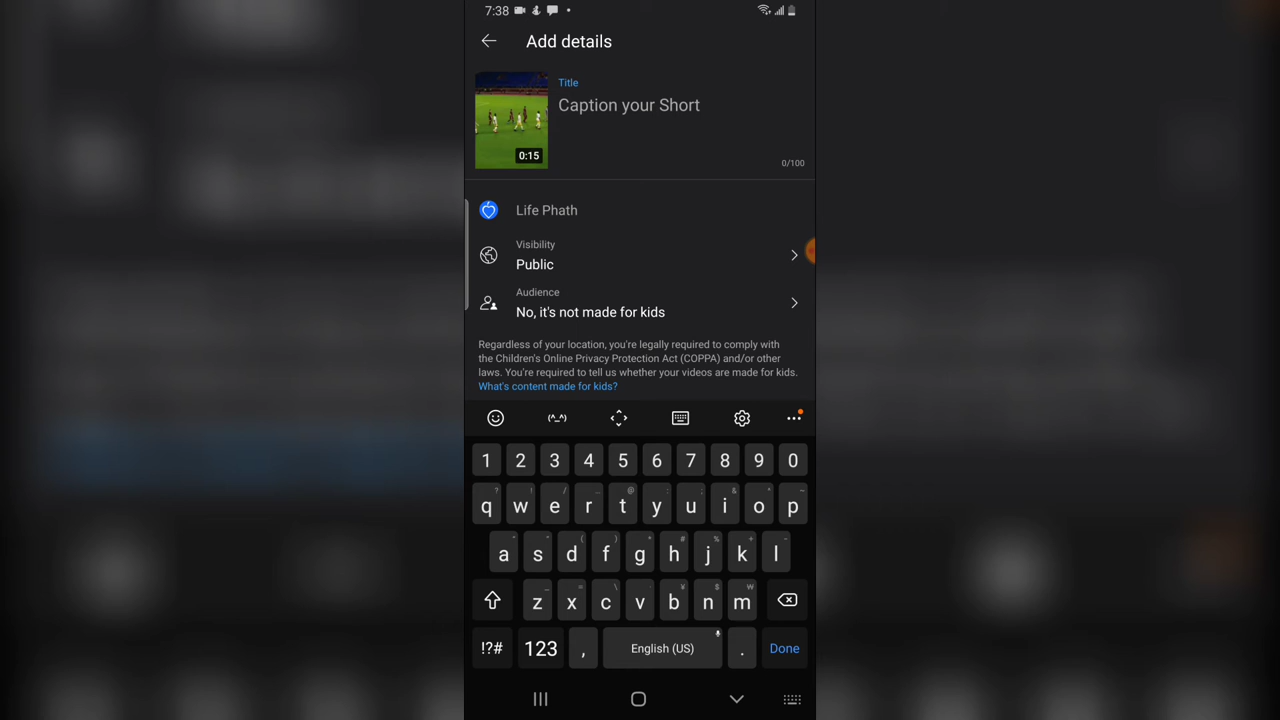 7:38
Add details
Title
Caption your Short
0:15
0/100
Life Phath
Visibility
Public
Audience
No, it's not made for kids
Regardless of your location, you're legally required to comply with
the Children's Online Privacy Protection Act (COPPA) and/or other
laws. You're required to tell us whether your videos are made for kids.
What's content made for kids?
(^_^)
1 2 3 4 5 6 7 8 9 0
q w e r t y u i o p
a s d f g h j k l
z x c v b n m
!?# 123 , English (US) . Done